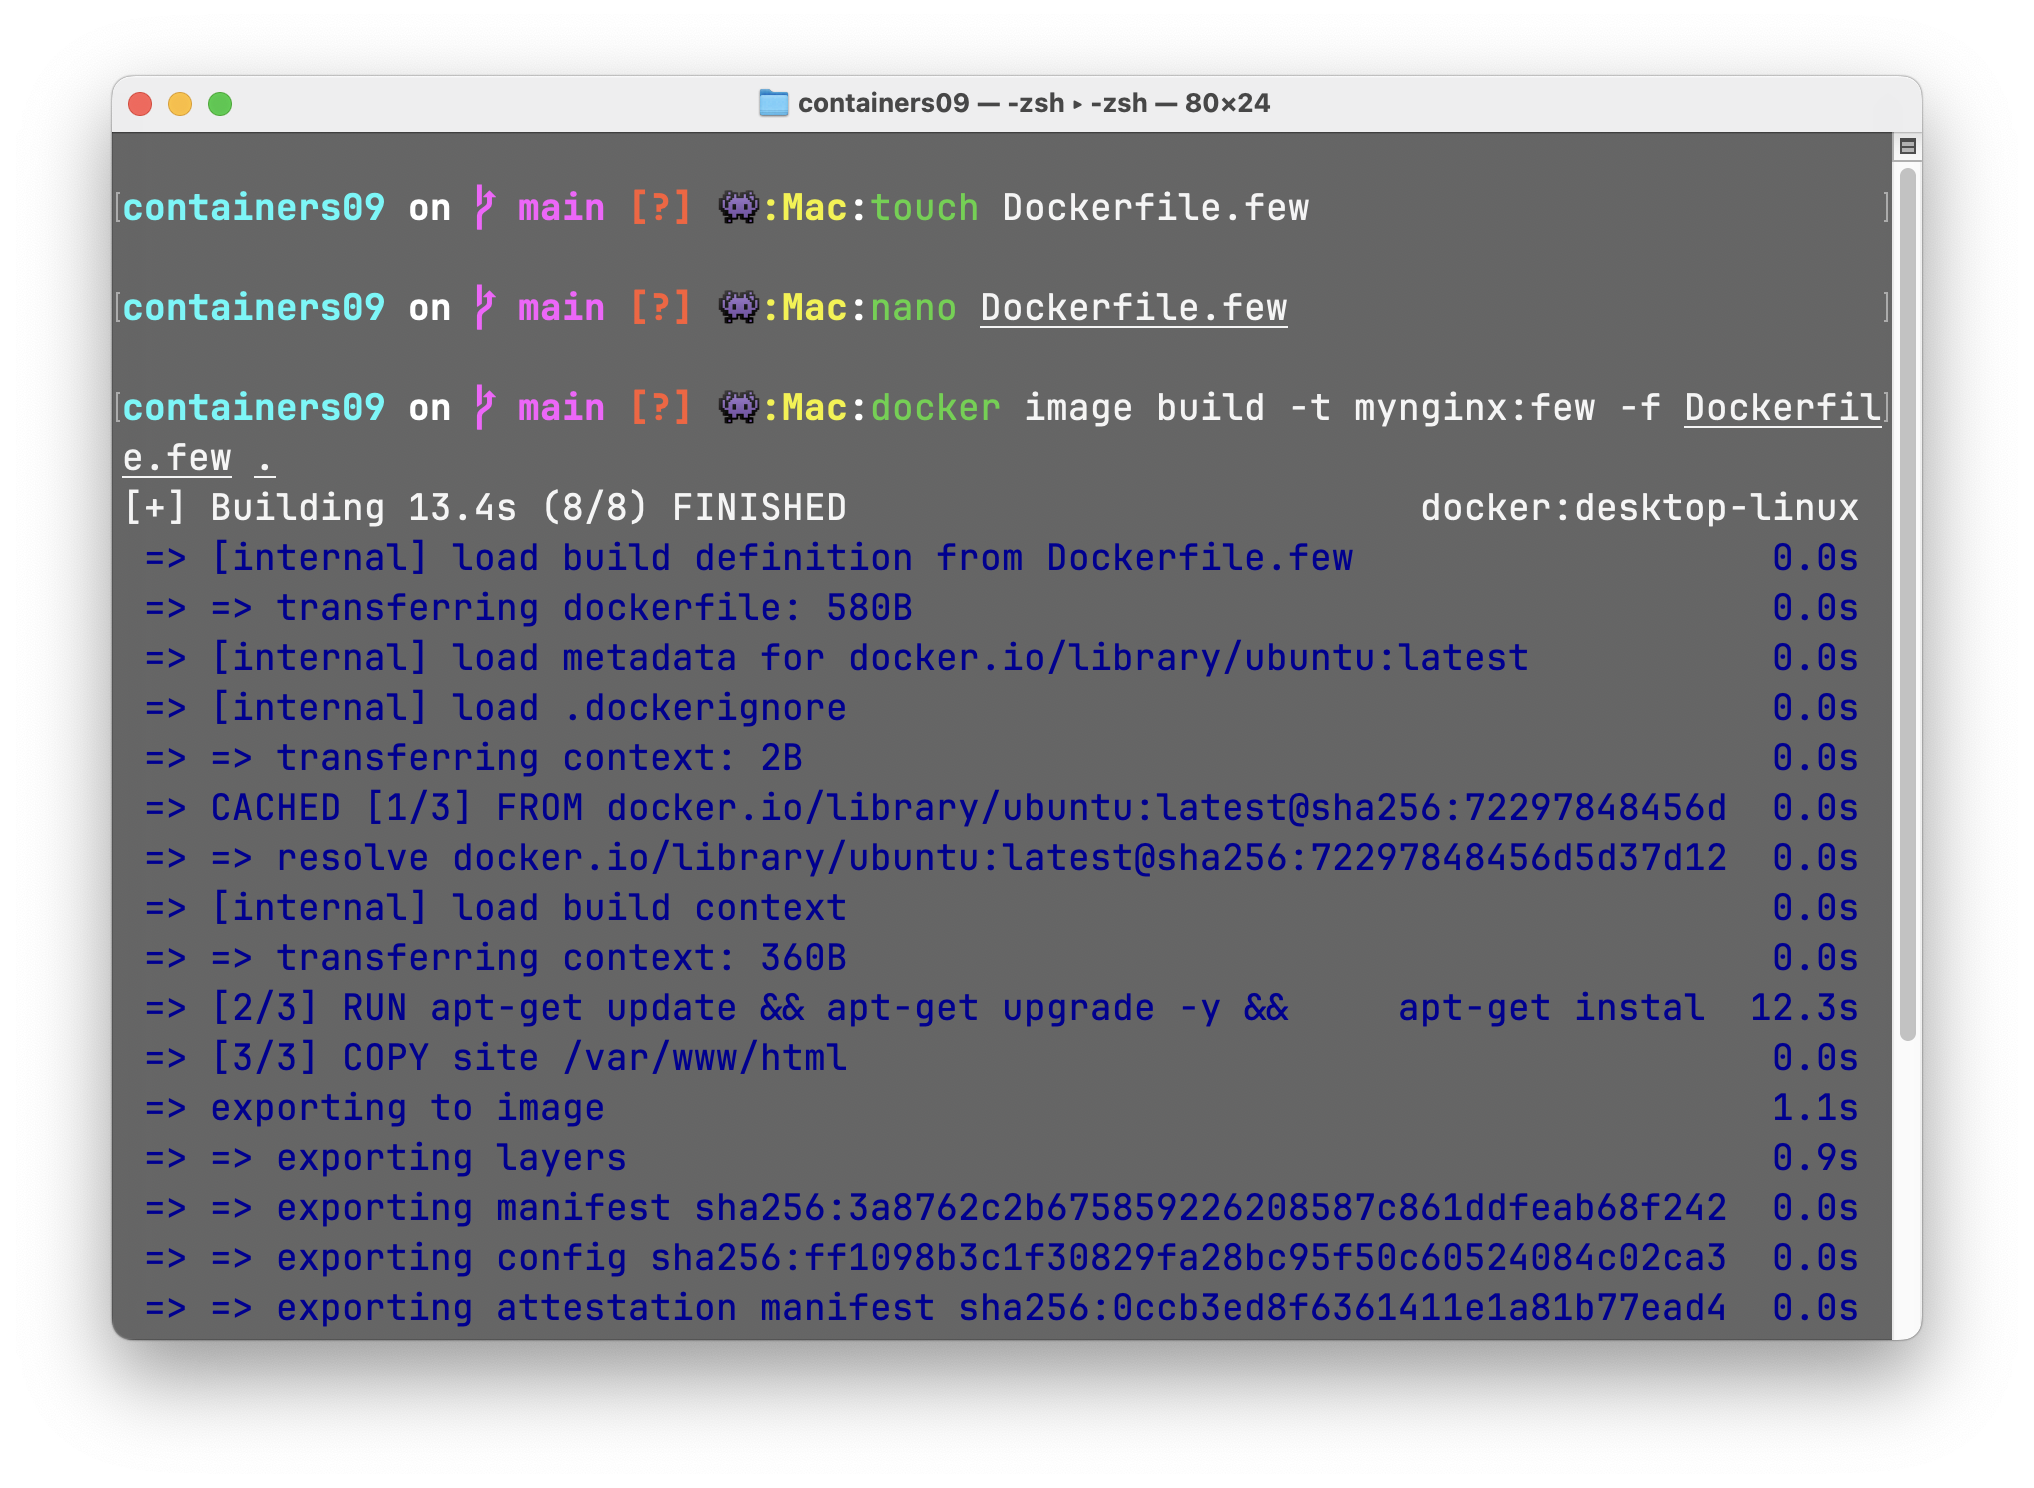 containers09 — -zsh ▸ -zsh — 80×24
containers09 on main [?] 👾:Mac:touch Dockerfile.few
containers09 on main [?] 👾:Mac:nano Dockerfile.few
containers09 on main [?] 👾:Mac:docker image build -t mynginx:few -f Dockerfil
e.few .
[+] Building 13.4s (8/8) FINISHED docker:desktop-linux
=> [internal] load build definition from Dockerfile.few 0.0s
=> => transferring dockerfile: 580B 0.0s
=> [internal] load metadata for docker.io/library/ubuntu:latest 0.0s
=> [internal] load .dockerignore 0.0s
=> => transferring context: 2B 0.0s
=> CACHED [1/3] FROM docker.io/library/ubuntu:latest@sha256:72297848456d 0.0s
=> => resolve docker.io/library/ubuntu:latest@sha256:72297848456d5d37d12 0.0s
=> [internal] load build context 0.0s
=> => transferring context: 360B 0.0s
=> [2/3] RUN apt-get update && apt-get upgrade -y && apt-get instal 12.3s
=> [3/3] COPY site /var/www/html 0.0s
=> exporting to image 1.1s
=> => exporting layers 0.9s
=> => exporting manifest sha256:3a8762c2b675859226208587c861ddfeab68f242 0.0s
=> => exporting config sha256:ff1098b3c1f30829fa28bc95f50c60524084c02ca3 0.0s
=> => exporting attestation manifest sha256:0ccb3ed8f6361411e1a81b77ead4 0.0s